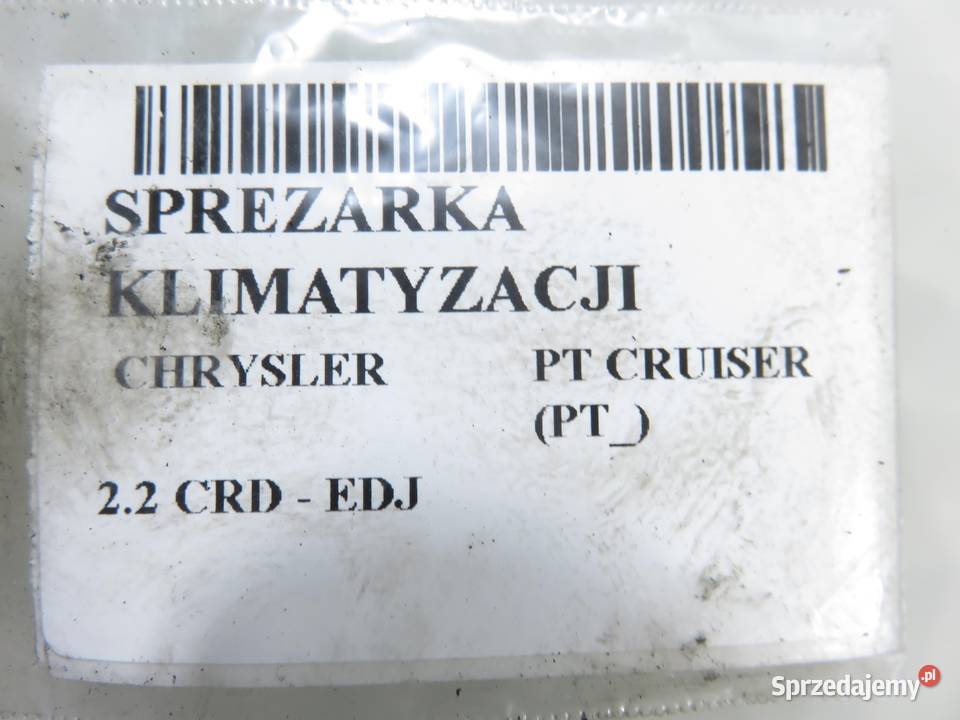 SPREZARKA
KLIMATYZACJI
CHRYSLER PT CRUISER
(PT_)
2.2 CRD - EDJ
Sprzedajemy.pl